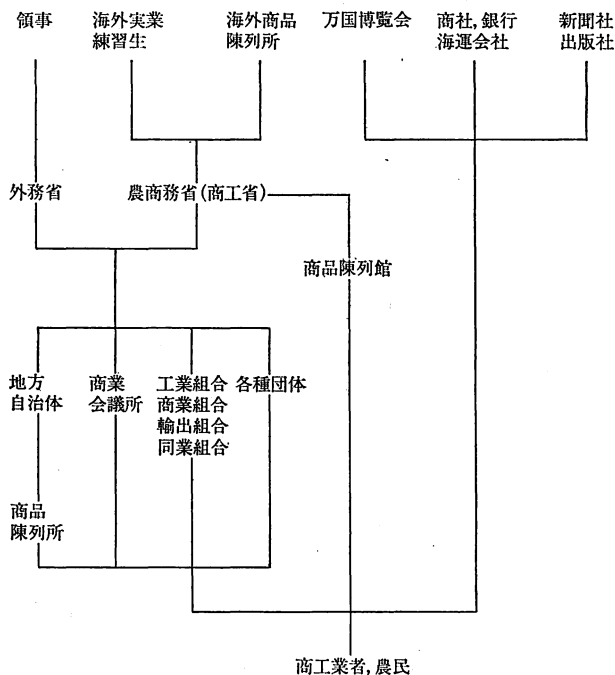 領事
海外実業
練習生
海外商品
陳列所
万国博覧会
商社,銀行
海運会社
新聞社
出版社
外務省
農商務省(商工省)
商品陳列館
地方
自治体
商業
会議所
工業組合
商業組合
輸出組合
同業組合
各種団体
商品
陳列所
商工業者,農民